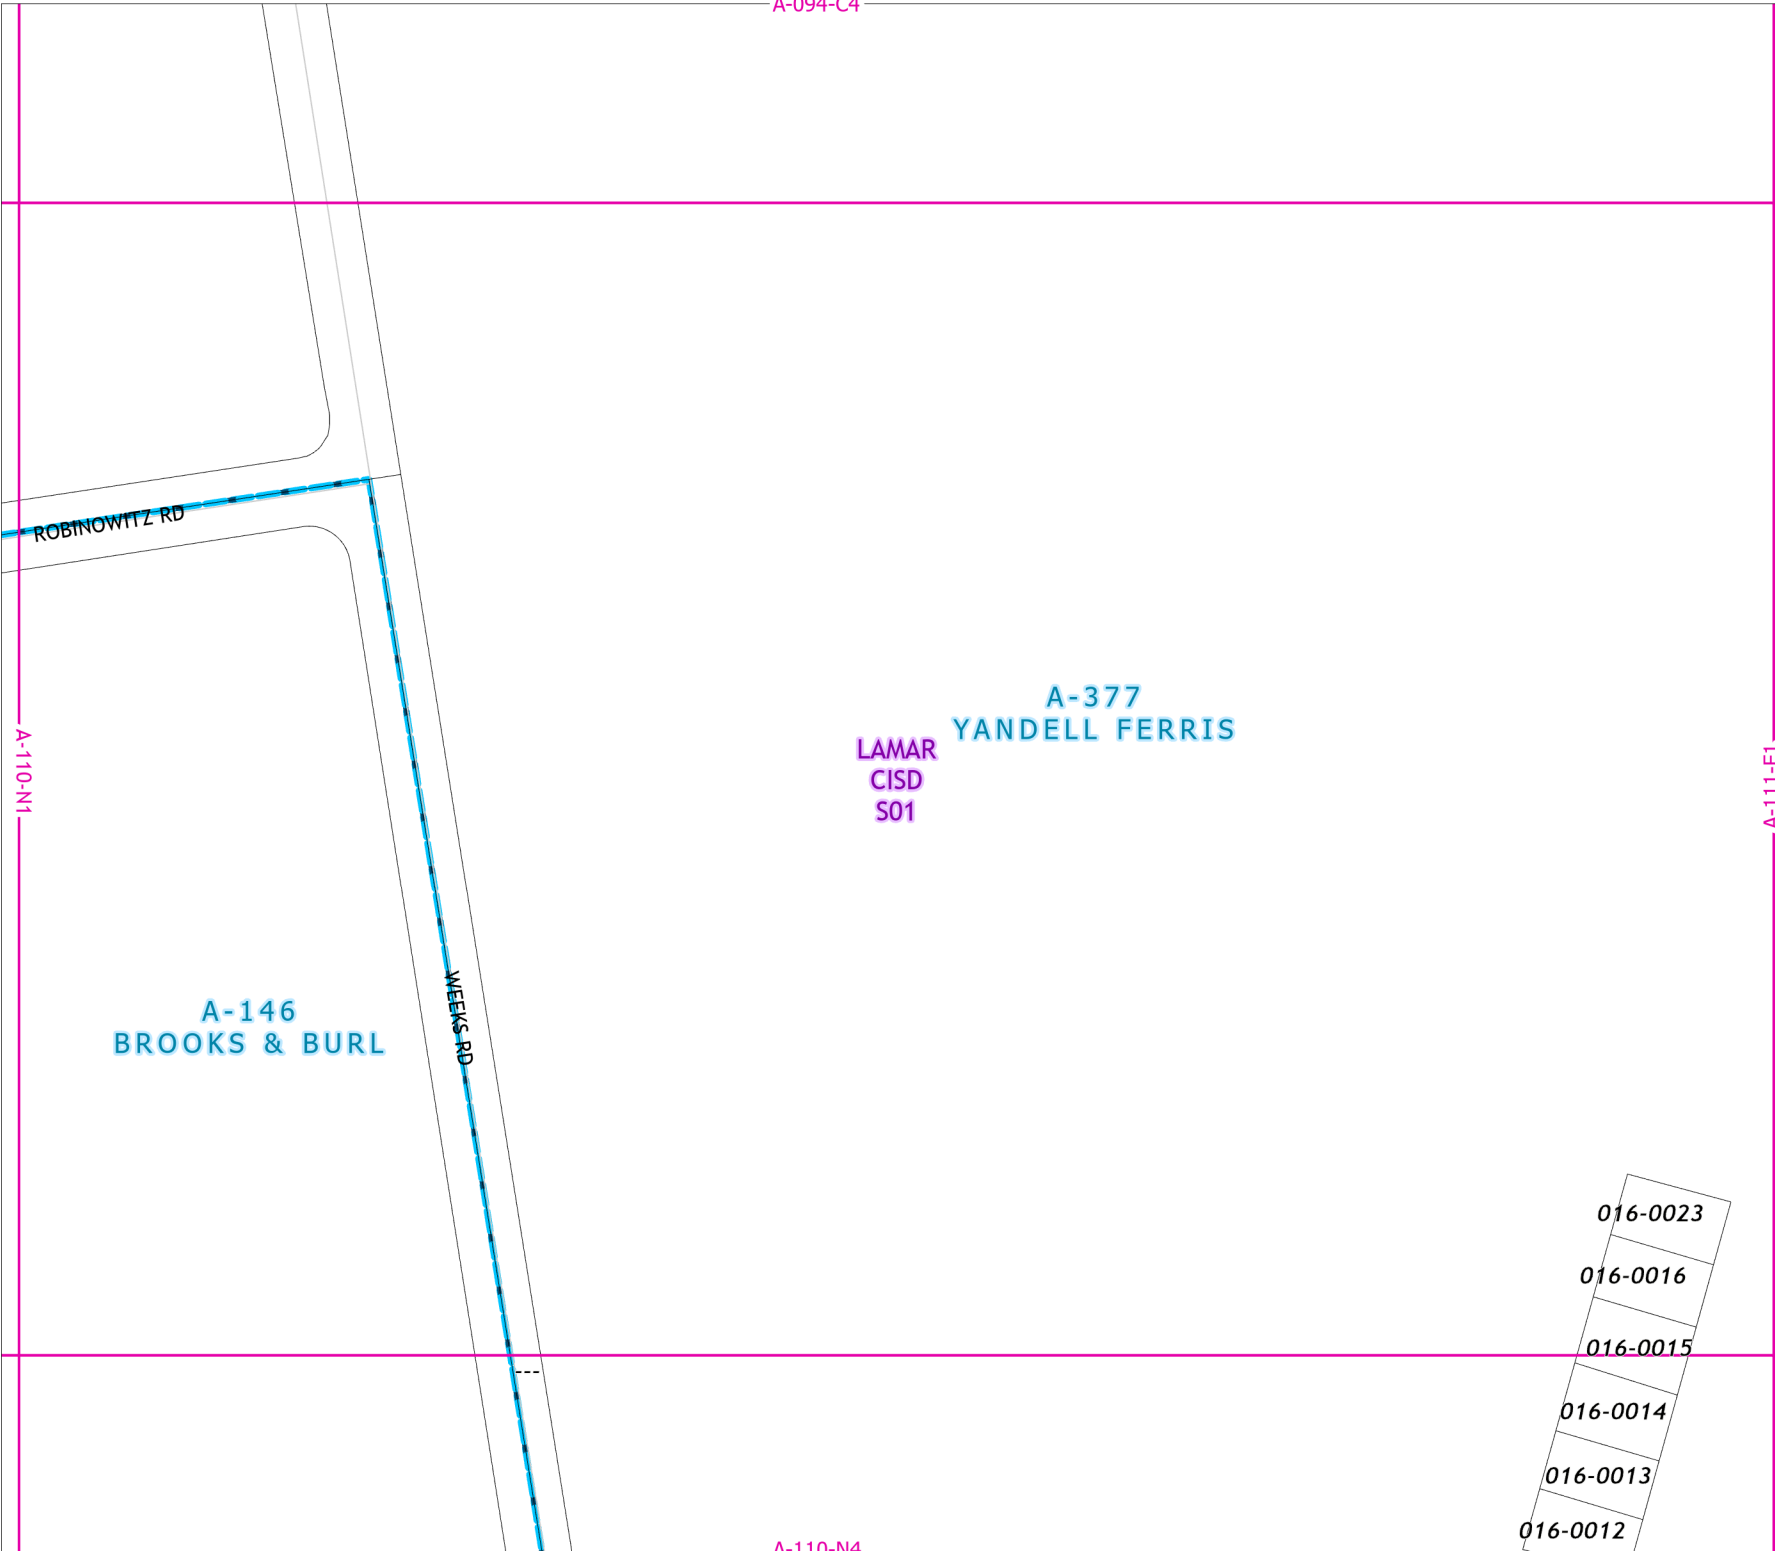 A-094-C4
ROBINOWITZ RD
A-377
YANDELL FERRIS
LAMAR
CISD
S01
A-110-N1
A-111-F1
WEEKS RD
A-146
BROOKS & BURL
016-0023
016-0016
016-0015
016-0014
016-0013
016-0012
A-110-N4